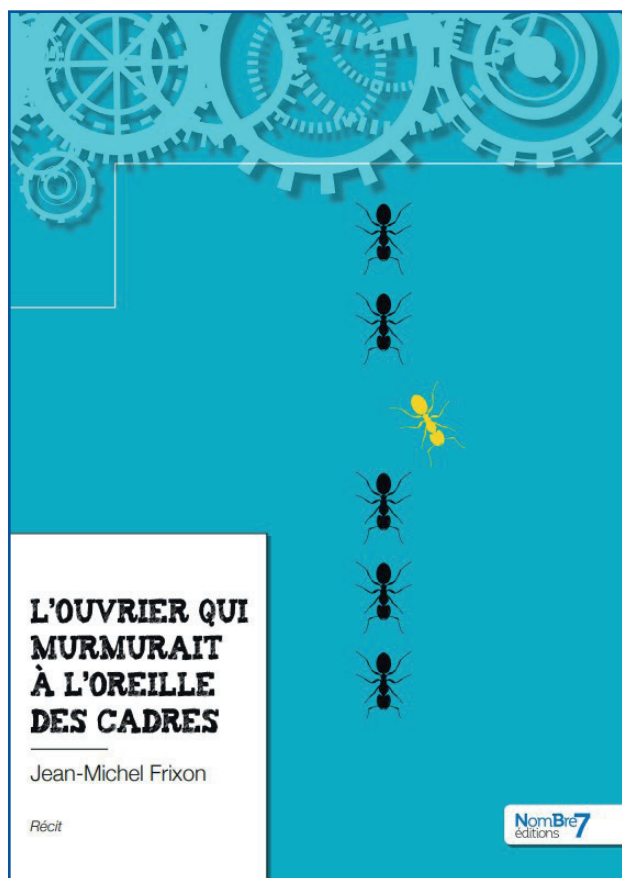 L'OUVRIER QUI
MURMURAIT
À L'OREILLE
DES CADRES
Jean-Michel Frixon
Récit
NomBre7
éditions